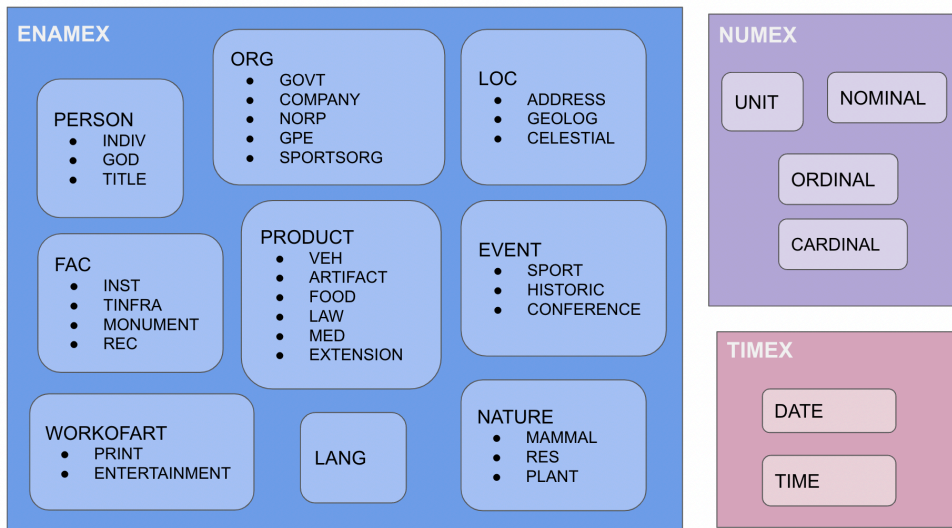 ENAMEX
PERSON
● INDIV
● GOD
● TITLE
ORG
● GOVT
● COMPANY
● NORP
● GPE
● SPORTSORG
LOC
● ADDRESS
● GEOLOG
● CELESTIAL
FAC
● INST
● TINFRA
● MONUMENT
● REC
PRODUCT
● VEH
● ARTIFACT
● FOOD
● LAW
● MED
● EXTENSION
EVENT
● SPORT
● HISTORIC
● CONFERENCE
WORKOFART
● PRINT
● ENTERTAINMENT
LANG
NATURE
● MAMMAL
● RES
● PLANT
NUMEX
UNIT
NOMINAL
ORDINAL
CARDINAL
TIMEX
DATE
TIME